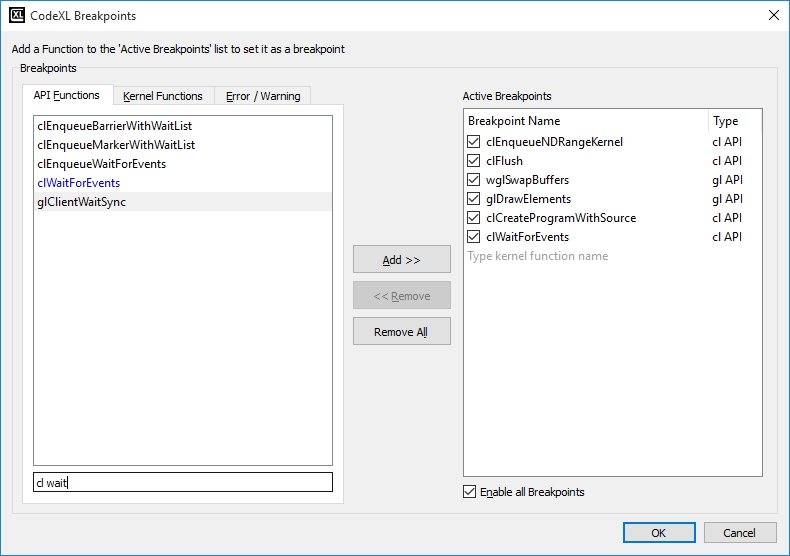 XL CodeXL Breakpoints
Add a Function to the 'Active Breakpoints' list to set it as a breakpoint
Breakpoints
API Functions Kernel Functions Error / Warning
clEnqueueBarrierWithWaitList
clEnqueueMarkerWithWaitList
clEnqueueWaitForEvents
clWaitForEvents
glClientWaitSync
cl wait
Add >>
<< Remove
Remove All
Active Breakpoints
Breakpoint Name Type
clEnqueueNDRangeKernel cl API
clFlush cl API
wglSwapBuffers gl API
glDrawElements gl API
clCreateProgramWithSource cl API
clWaitForEvents cl API
Type kernel function name
Enable all Breakpoints
OK Cancel